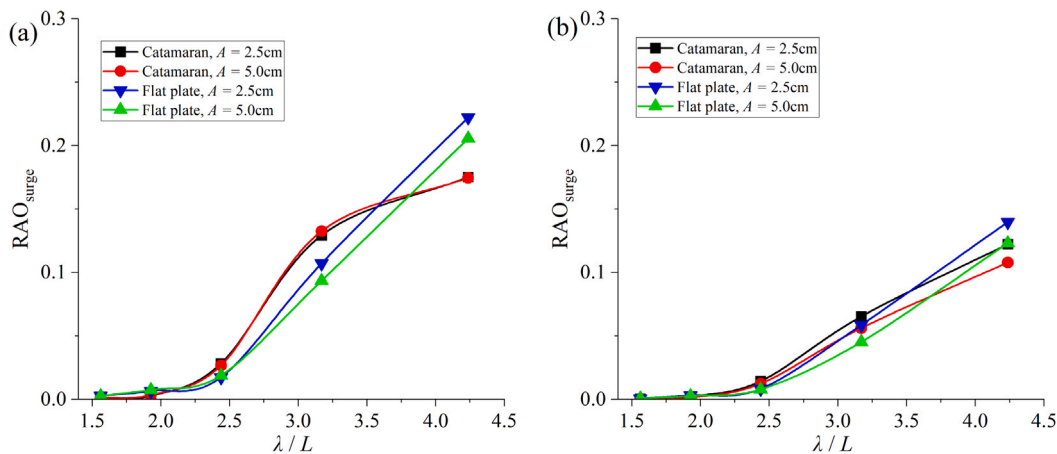 (a)
0.3
0.2
0.1
0.0
RAOsurge
Catamaran, A = 2.5cm
Catamaran, A = 5.0cm
Flat plate, A = 2.5cm
Flat plate, A = 5.0cm
1.5 2.0 2.5 3.0 3.5 4.0 4.5
λ / L
(b)
0.3
0.2
0.1
0.0
RAOsurge
Catamaran, A = 2.5cm
Catamaran, A = 5.0cm
Flat plate, A = 2.5cm
Flat plate, A = 5.0cm
1.5 2.0 2.5 3.0 3.5 4.0 4.5
λ / L